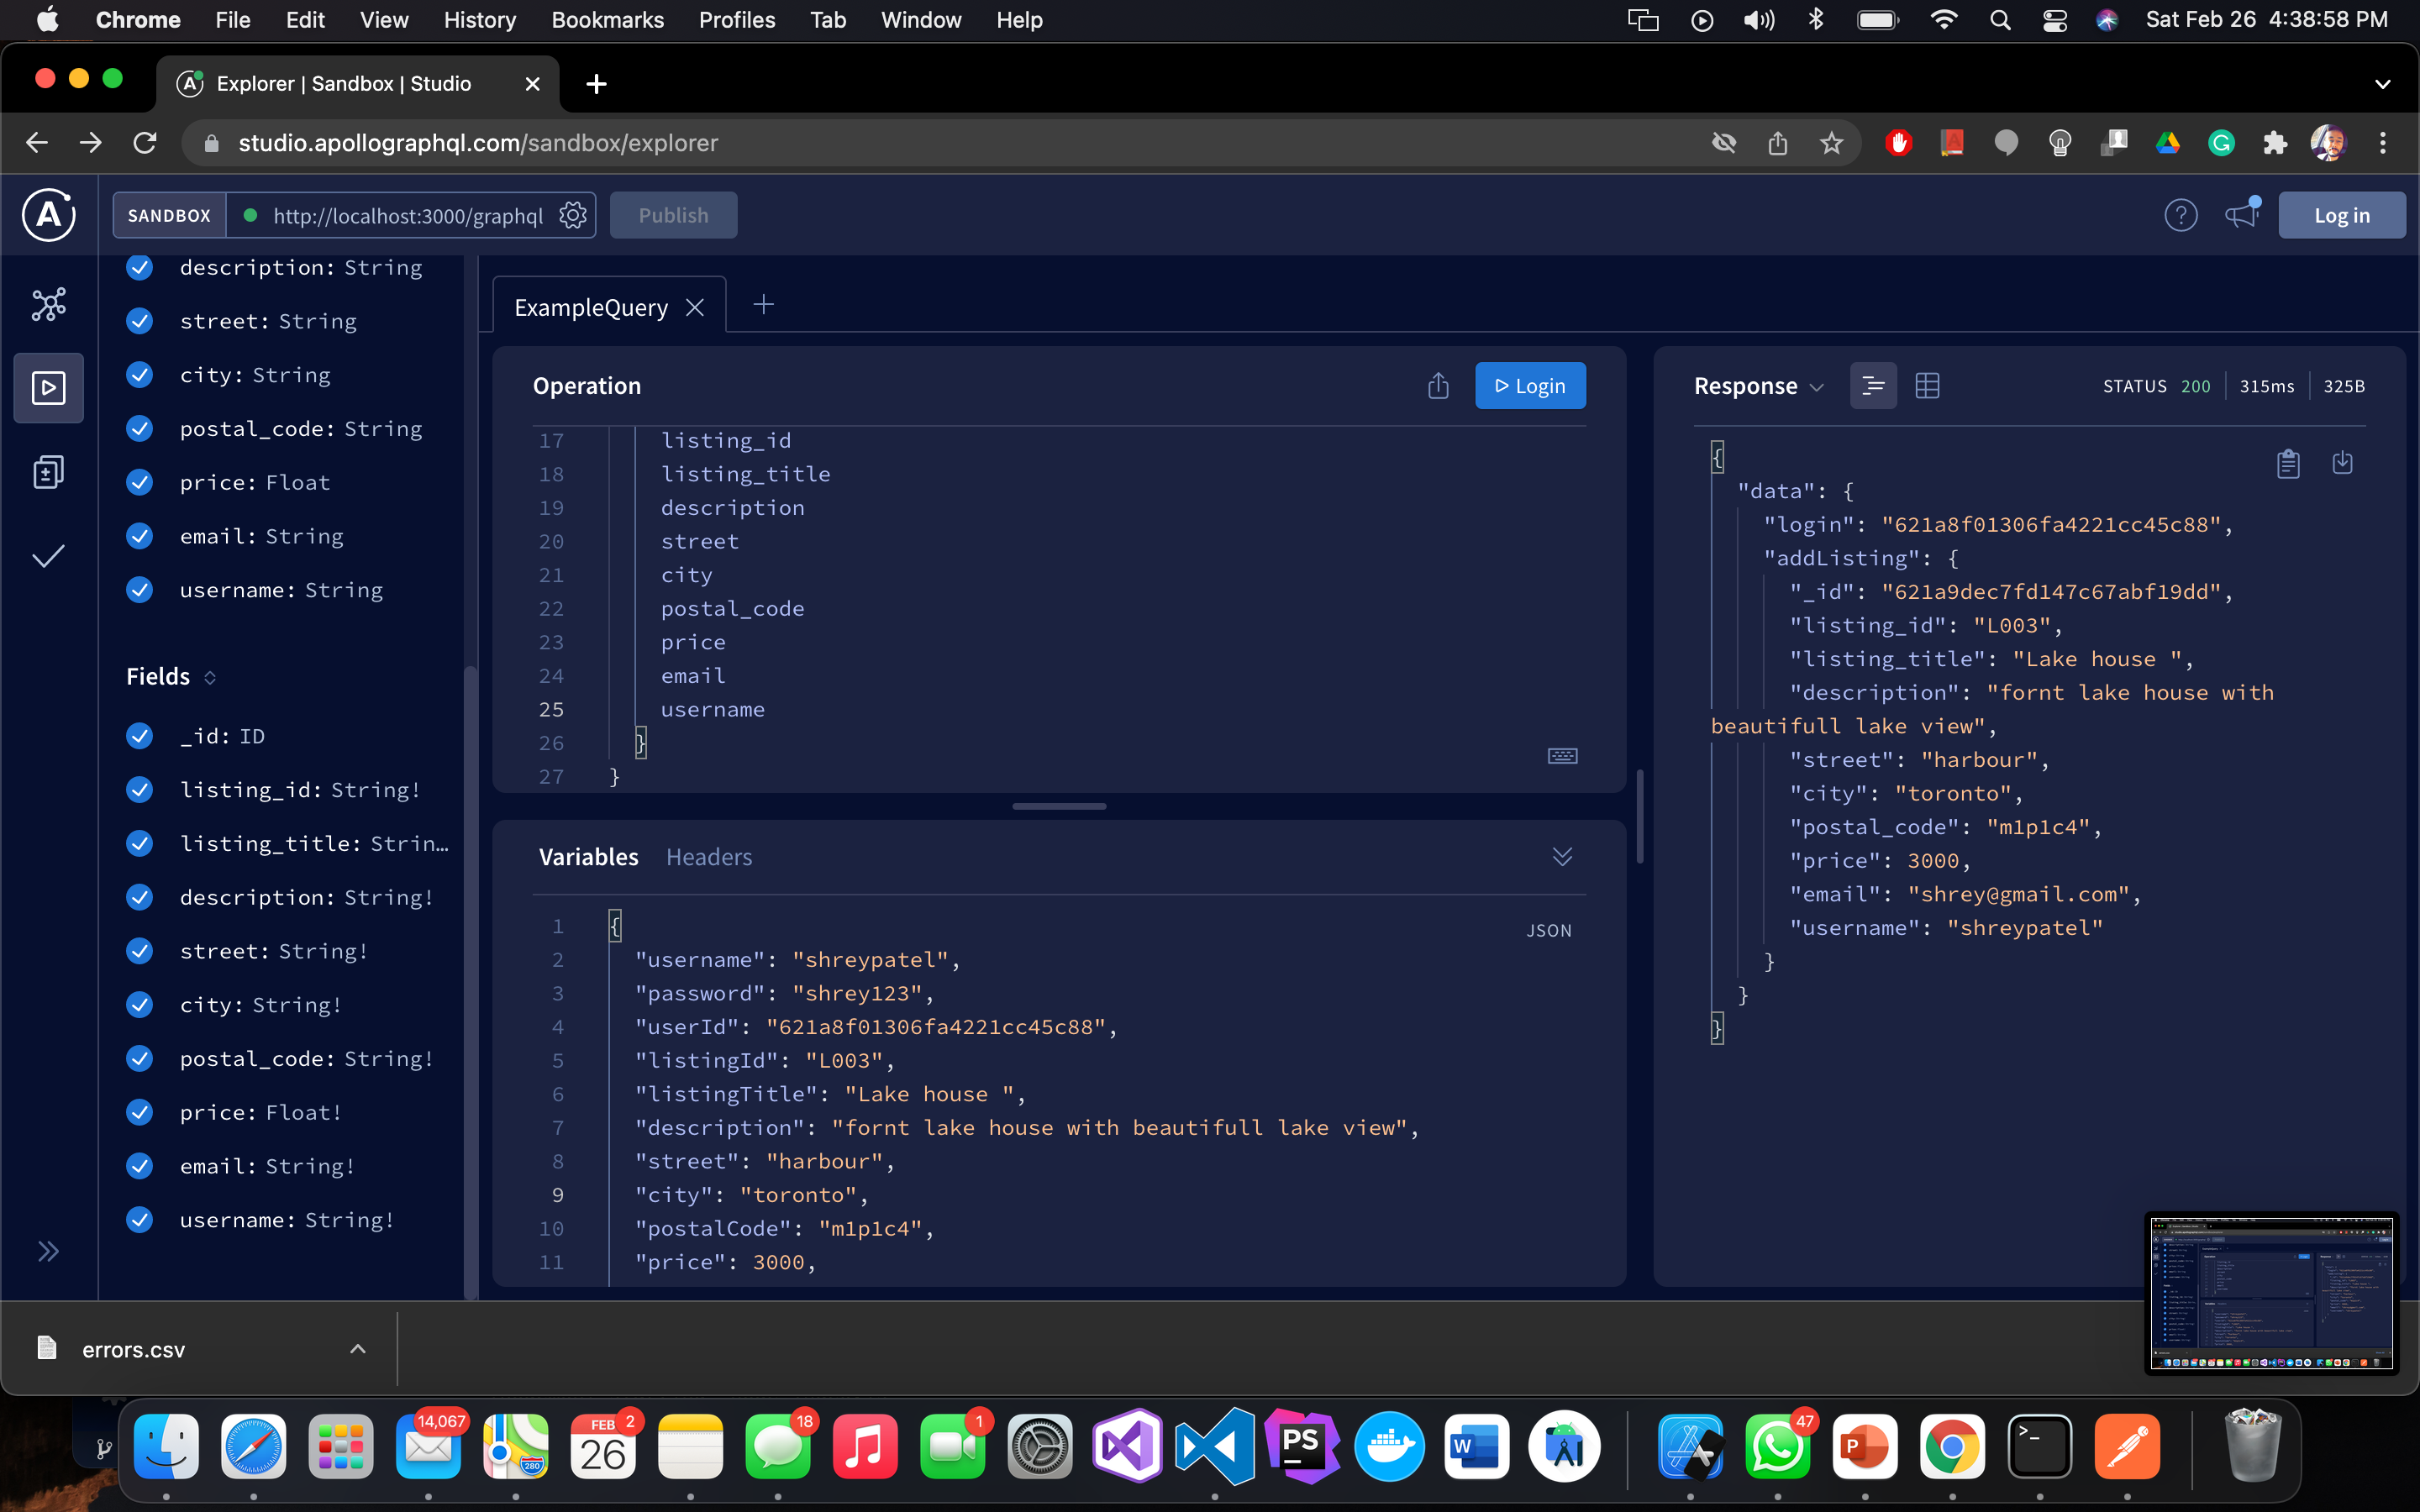 Chrome File Edit View History Bookmarks Profiles Tab Window Help Sat Feb 26 4:38:58 PM
Explorer | Sandbox | Studio
studio.apollographql.com/sandbox/explorer
SANDBOX http://localhost:3000/graphql Publish Log in
description: String
street: String
city: String
postal_code: String
price: Float
email: String
username: String
Fields
_id: ID
listing_id: String!
listing_title: Strin…
description: String!
street: String!
city: String!
postal_code: String!
price: Float!
email: String!
username: String!
ExampleQuery
Operation
Login
17 listing_id
18 listing_title
19 description
20 street
21 city
22 postal_code
23 price
24 email
25 username
26 }
27 }
Variables Headers
JSON
1 {
2 "username": "shreypatel",
3 "password": "shrey123",
4 "userId": "621a8f01306fa4221cc45c88",
5 "listingId": "L003",
6 "listingTitle": "Lake house ",
7 "description": "fornt lake house with beautifull lake view",
8 "street": "harbour",
9 "city": "toronto",
10 "postalCode": "m1p1c4",
11 "price": 3000,
Response STATUS 200 315ms 325B
{
"data": {
"login": "621a8f01306fa4221cc45c88",
"addListing": {
"_id": "621a9dec7fd147c67abf19dd",
"listing_id": "L003",
"listing_title": "Lake house ",
"description": "fornt lake house with
beautifull lake view",
"street": "harbour",
"city": "toronto",
"postal_code": "m1p1c4",
"price": 3000,
"email": "shrey@gmail.com",
"username": "shreypatel"
}
}
}
errors.csv
14,067
280
FEB 2
26
18
1
PS
W
47
P
>_